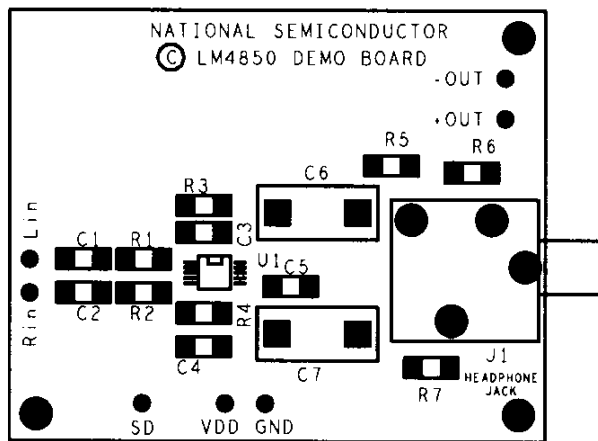 NATIONAL SEMICONDUCTOR
© LM4850 DEMO BOARD
-OUT
+OUT
R5
R6
C6
R3
C3
Lin
C1
R1
U1
C5
Rin
C2
R2
R4
C4
C7
J1
HEADPHONE
JACK
R7
SD
VDD
GND